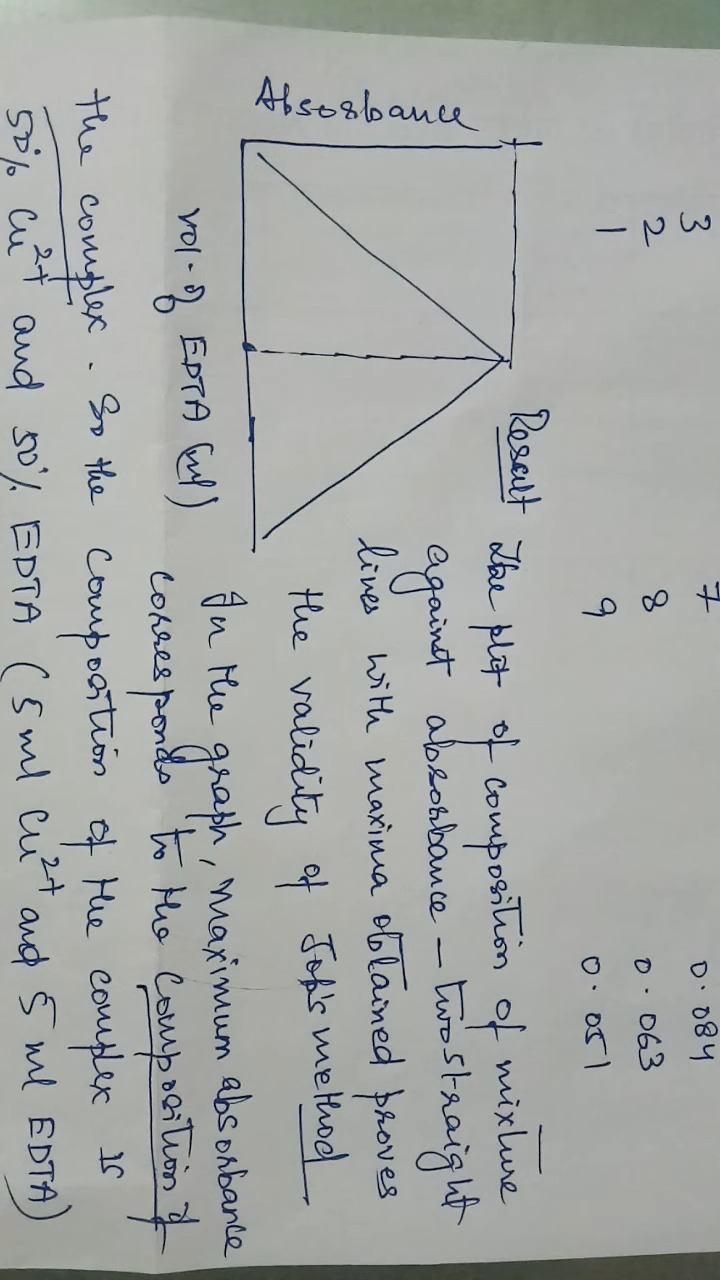 3 7 0.084
2 8 0.063
1 9 0.051
Absorbance
vol. of EDTA (ml)
Result The plot of composition of mixture
against absorbance - two straight
lines with maxima obtained proves
the validity of Job's method
In the graph, maximum absorbance
corresponds to the composition of
the complex. So the composition of the complex is
50% Cu2+ and 50% EDTA (5 ml Cu2+ and 5 ml EDTA)